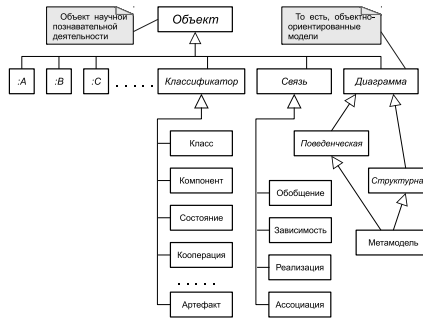 Объект научной
познавательной
деятельности
Объект
То есть, объектно-
ориентированные
модели
:A
:B
:C
. . . . .
Классификатор
Связь
Диаграмма
Класс
Компонент
Состояние
Кооперация
. . . . .
Артефакт
Обобщение
Зависимость
Реализация
Ассоциация
Поведенческая
Структурна
Метамодель